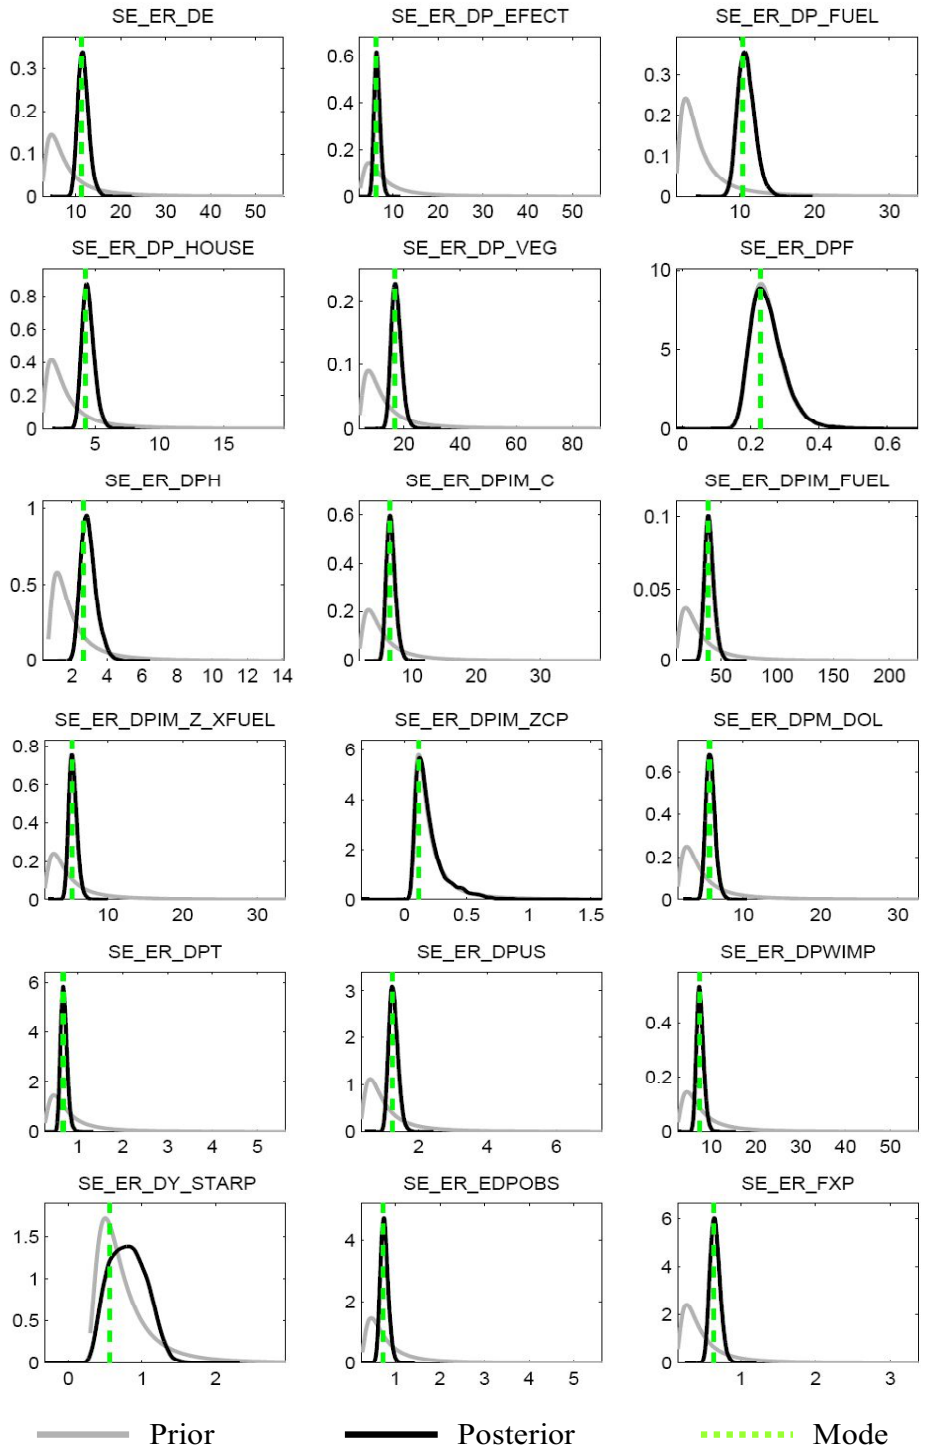 SE_ER_DE SE_ER_DP_EFECT SE_ER_DP_FUEL
0.3 0.6 0.3
0.2 0.4 0.2
0.1 0.2 0.1
0 0 0
10 20 30 40 50 10 20 30 40 50 10 20 30
SE_ER_DP_HOUSE SE_ER_DP_VEG SE_ER_DPF
0.8 0.2 10
0.6 0.1 5
0.4 0 0
0.2
0
5 10 15 20 40 60 80 0 0.2 0.4 0.6
SE_ER_DPH SE_ER_DPIM_C SE_ER_DPIM_FUEL
1 0.6 0.1
0.5 0.4 0.05
0 0.2 0
0
2 4 6 8 10 12 14 10 20 30 50 100 150 200
SE_ER_DPIM_Z_XFUEL SE_ER_DPIM_ZCP SE_ER_DPM_DOL
0.8 6 0.6
0.6 4 0.4
0.4 2 0.2
0.2 0 0
0
10 20 30 0 0.5 1 1.5 10 20 30
SE_ER_DPT SE_ER_DPUS SE_ER_DPWIMP
6 3 0.4
4 2 0.2
2 1 0
0 0
1 2 3 4 5 2 4 6 10 20 30 40 50
SE_ER_DY_STARP SE_ER_EDPOBS SE_ER_FXP
1.5 4 6
1 2 4
0.5 0 2
0 0
0 1 2 1 2 3 4 5 1 2 3
Prior Posterior Mode